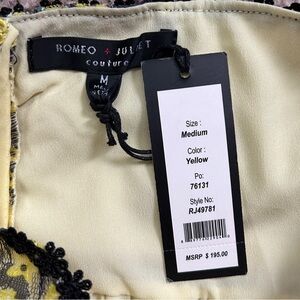 ROMEO + JULIET
couture
M
Size :
Medium
Color :
Yellow
Po:
76131
Style No:
RJ49781
MSRP $ 195.00